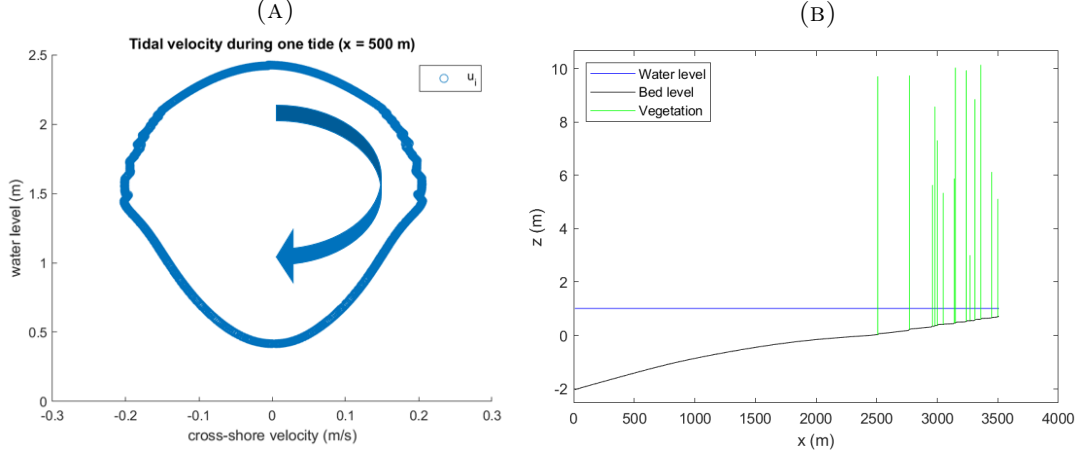 (A)
Tidal velocity during one tide (x = 500 m)
2.5
2
1.5
1
0.5
0
water level (m)
-0.3
-0.2
-0.1
0
0.1
0.2
0.3
cross-shore velocity (m/s)
u_i
(B)
10
8
6
4
2
0
-2
z (m)
0
500
1000
1500
2000
2500
3000
3500
4000
x (m)
Water level
Bed level
Vegetation